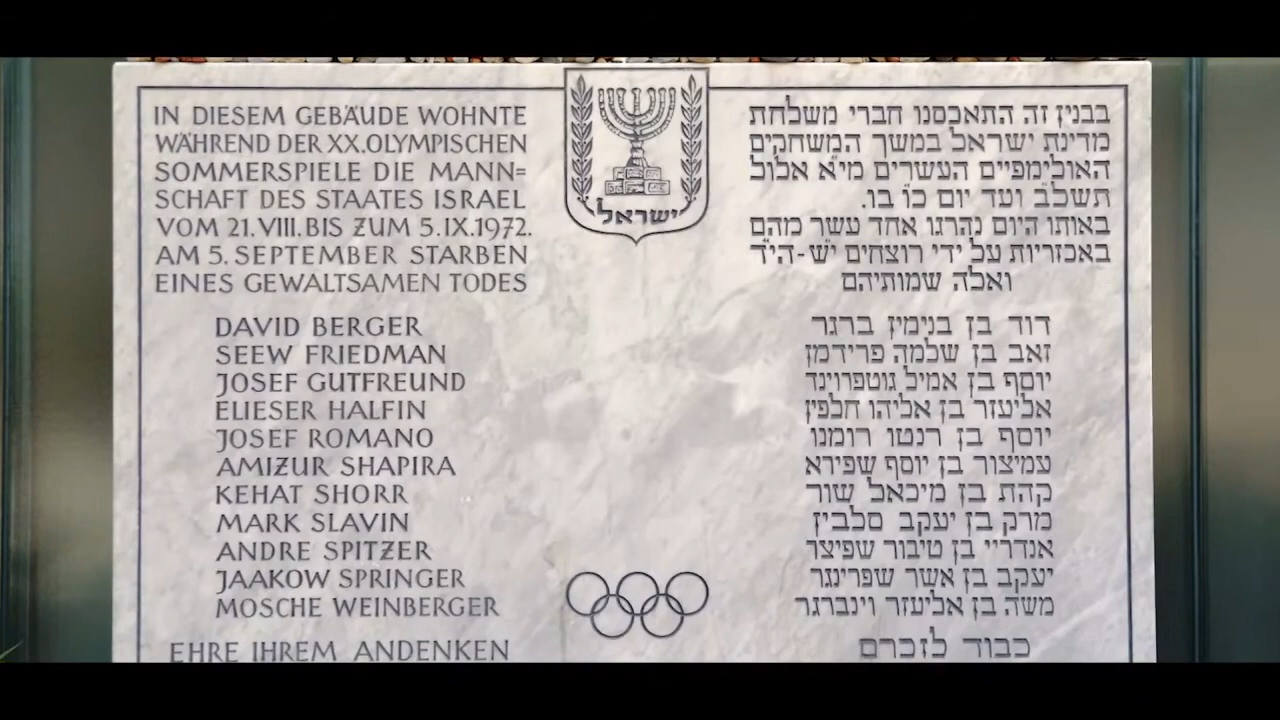 IN DIESEM GEBÄUDE WOHNTE
WÄHREND DER XX.OLYMPISCHEN
SOMMERSPIELE DIE MANN=
SCHAFT DES STAATES ISRAEL
VOM 21.VIII.BIS ZUM 5.IX.1972.
AM 5.SEPTEMBER STARBEN
EINES GEWALTSAMEN TODES
DAVID BERGER
SEEW FRIEDMAN
JOSEF GUTFREUND
ELIESER HALFIN
JOSEF ROMANO
AMIZUR SHAPIRA
KEHAT SHORR
MARK SLAVIN
ANDRE SPITZER
JAAKOW SPRINGER
MOSCHE WEINBERGER
EHRE IHREM ANDENKEN
ישראל
בבנין זה התאכסנו חברי משלחת
מדינת ישראל במשך המשחקים
האולימפיים העשרים מי״א אלול
תשל״ב ועד יום כ״ו בו.
באותו היום נהרגו אחד עשר מהם
באכזריות על ידי רוצחים יש-הי״ד
ואלה שמותיהם
דוד בן בנימין ברגר
זאב בן שלמה פרידמן
יוסף בן אמיל גוטפרוינד
אליעזר בן אליהו חלפין
יוסף בן רנטו רומנו
עמיצור בן יוסף שפירא
קהת בן מיכאל שור
מרק בן יעקב סלבין
אנדריי בן טיבור שפיצר
יעקב בן אשר שפרינגר
משה בן אליעזר וינברגר
כבוד לזכרם